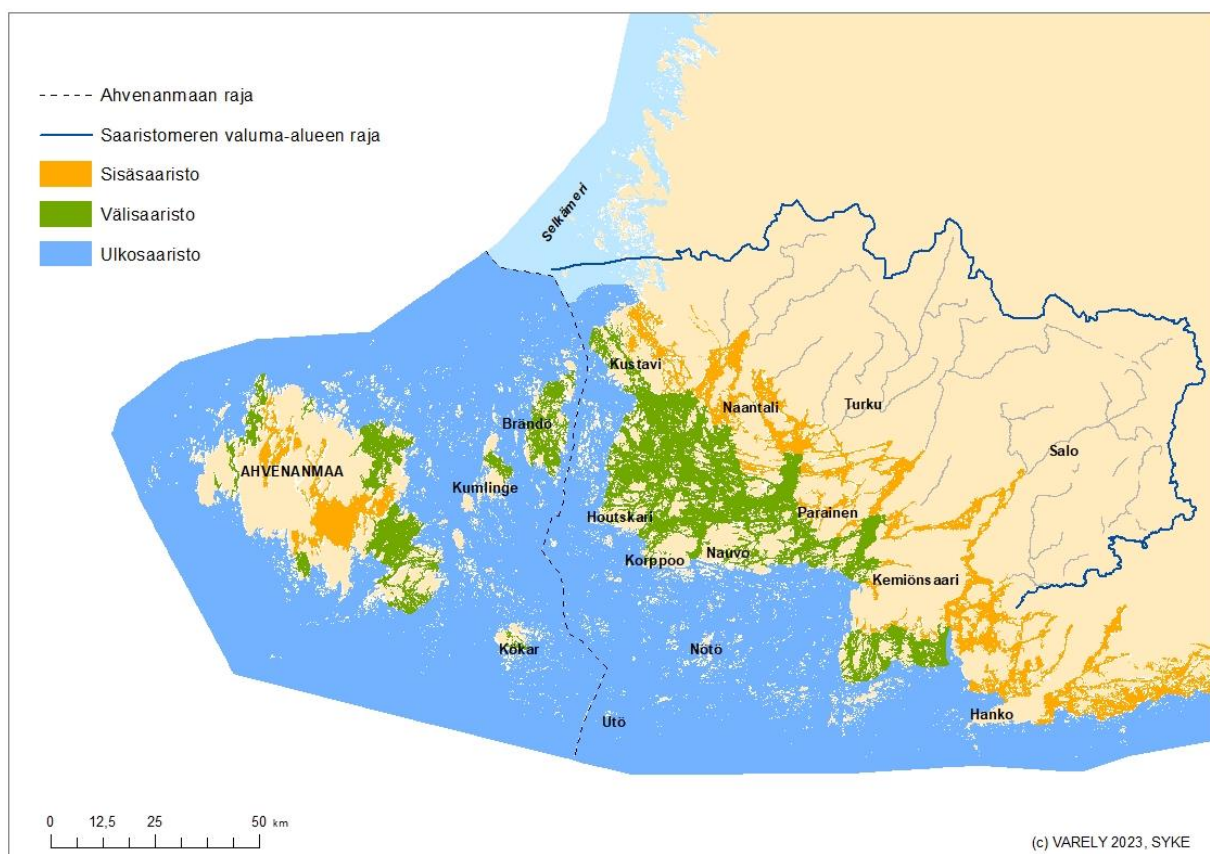 Ahvenanmaan raja
Saaristomeren valuma-alueen raja
Sisäsaaristo
Välisaaristo
Ulkosaaristo
Selkämeri
Kustavi
Naantali
Turku
Brändö
Salo
AHVENANMAA
Kumlinge
Houtskari
Parainen
Korppoo
Nauvo
Kemiönsaari
Kökar
Nötö
Utö
Hanko
0 12,5 25 50 km
(c) VARELY 2023, SYKE